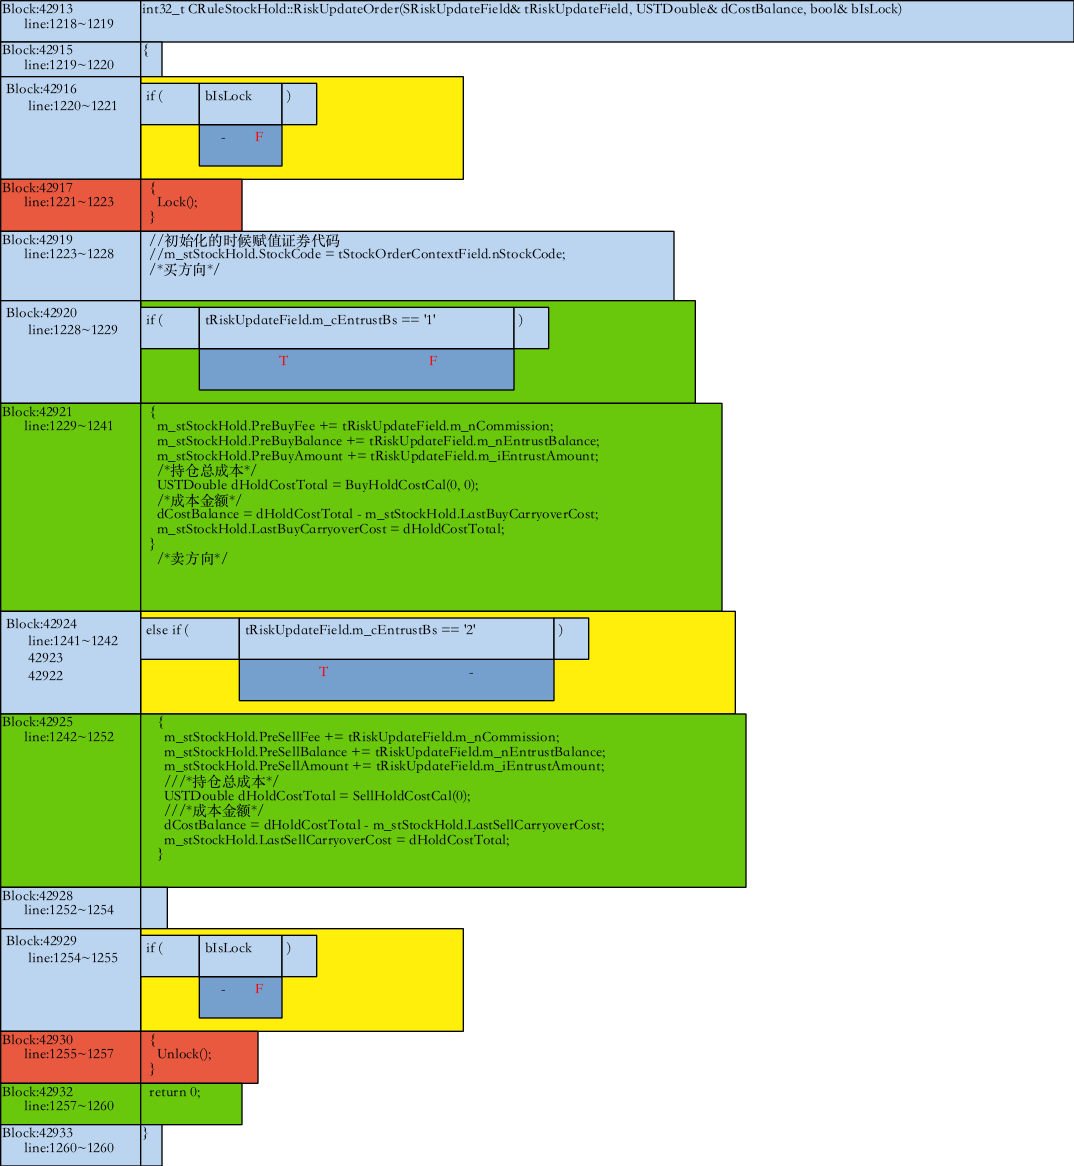 Block:42913
line:1218~1219
int32_t CRuleStockHold::RiskUpdateOrder(SRiskUpdateField& tRiskUpdateField, USTDouble& dCostBalance, bool& bIsLock)
Block:42915
line:1219~1220
{
Block:42916
line:1220~1221
if ( bIsLock )
- F
Block:42917
line:1221~1223
{
Lock();
}
Block:42919
line:1223~1228
//初始化的时候赋值证券代码
//m_stStockHold.StockCode = tStockOrderContextField.nStockCode;
/*买方向*/
Block:42920
line:1228~1229
if ( tRiskUpdateField.m_cEntrustBs == '1' )
T F
Block:42921
line:1229~1241
{
m_stStockHold.PreBuyFee += tRiskUpdateField.m_nCommission;
m_stStockHold.PreBuyBalance += tRiskUpdateField.m_nEntrustBalance;
m_stStockHold.PreBuyAmount += tRiskUpdateField.m_iEntrustAmount;
/*持仓总成本*/
USTDouble dHoldCostTotal = BuyHoldCostCal(0, 0);
/*成本金额*/
dCostBalance = dHoldCostTotal - m_stStockHold.LastBuyCarryoverCost;
m_stStockHold.LastBuyCarryoverCost = dHoldCostTotal;
}
/*卖方向*/
Block:42924
line:1241~1242
42923
42922
else if ( tRiskUpdateField.m_cEntrustBs == '2' )
T -
Block:42925
line:1242~1252
{
m_stStockHold.PreSellFee += tRiskUpdateField.m_nCommission;
m_stStockHold.PreSellBalance += tRiskUpdateField.m_nEntrustBalance;
m_stStockHold.PreSellAmount += tRiskUpdateField.m_iEntrustAmount;
///*持仓总成本*/
USTDouble dHoldCostTotal = SellHoldCostCal(0);
///*成本金额*/
dCostBalance = dHoldCostTotal - m_stStockHold.LastSellCarryoverCost;
m_stStockHold.LastSellCarryoverCost = dHoldCostTotal;
}
Block:42928
line:1252~1254
Block:42929
line:1254~1255
if ( bIsLock )
- F
Block:42930
line:1255~1257
{
Unlock();
}
Block:42932
line:1257~1260
return 0;
Block:42933
line:1260~1260
}